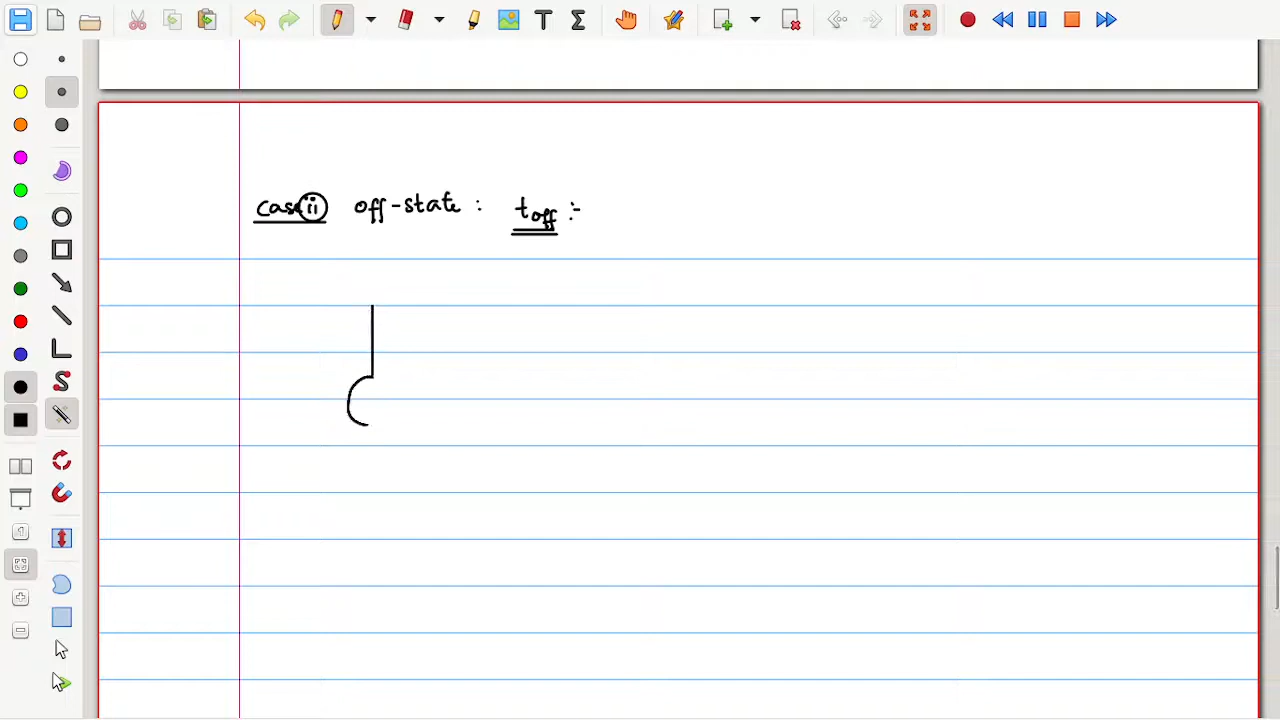 case ii off-state : toff :-